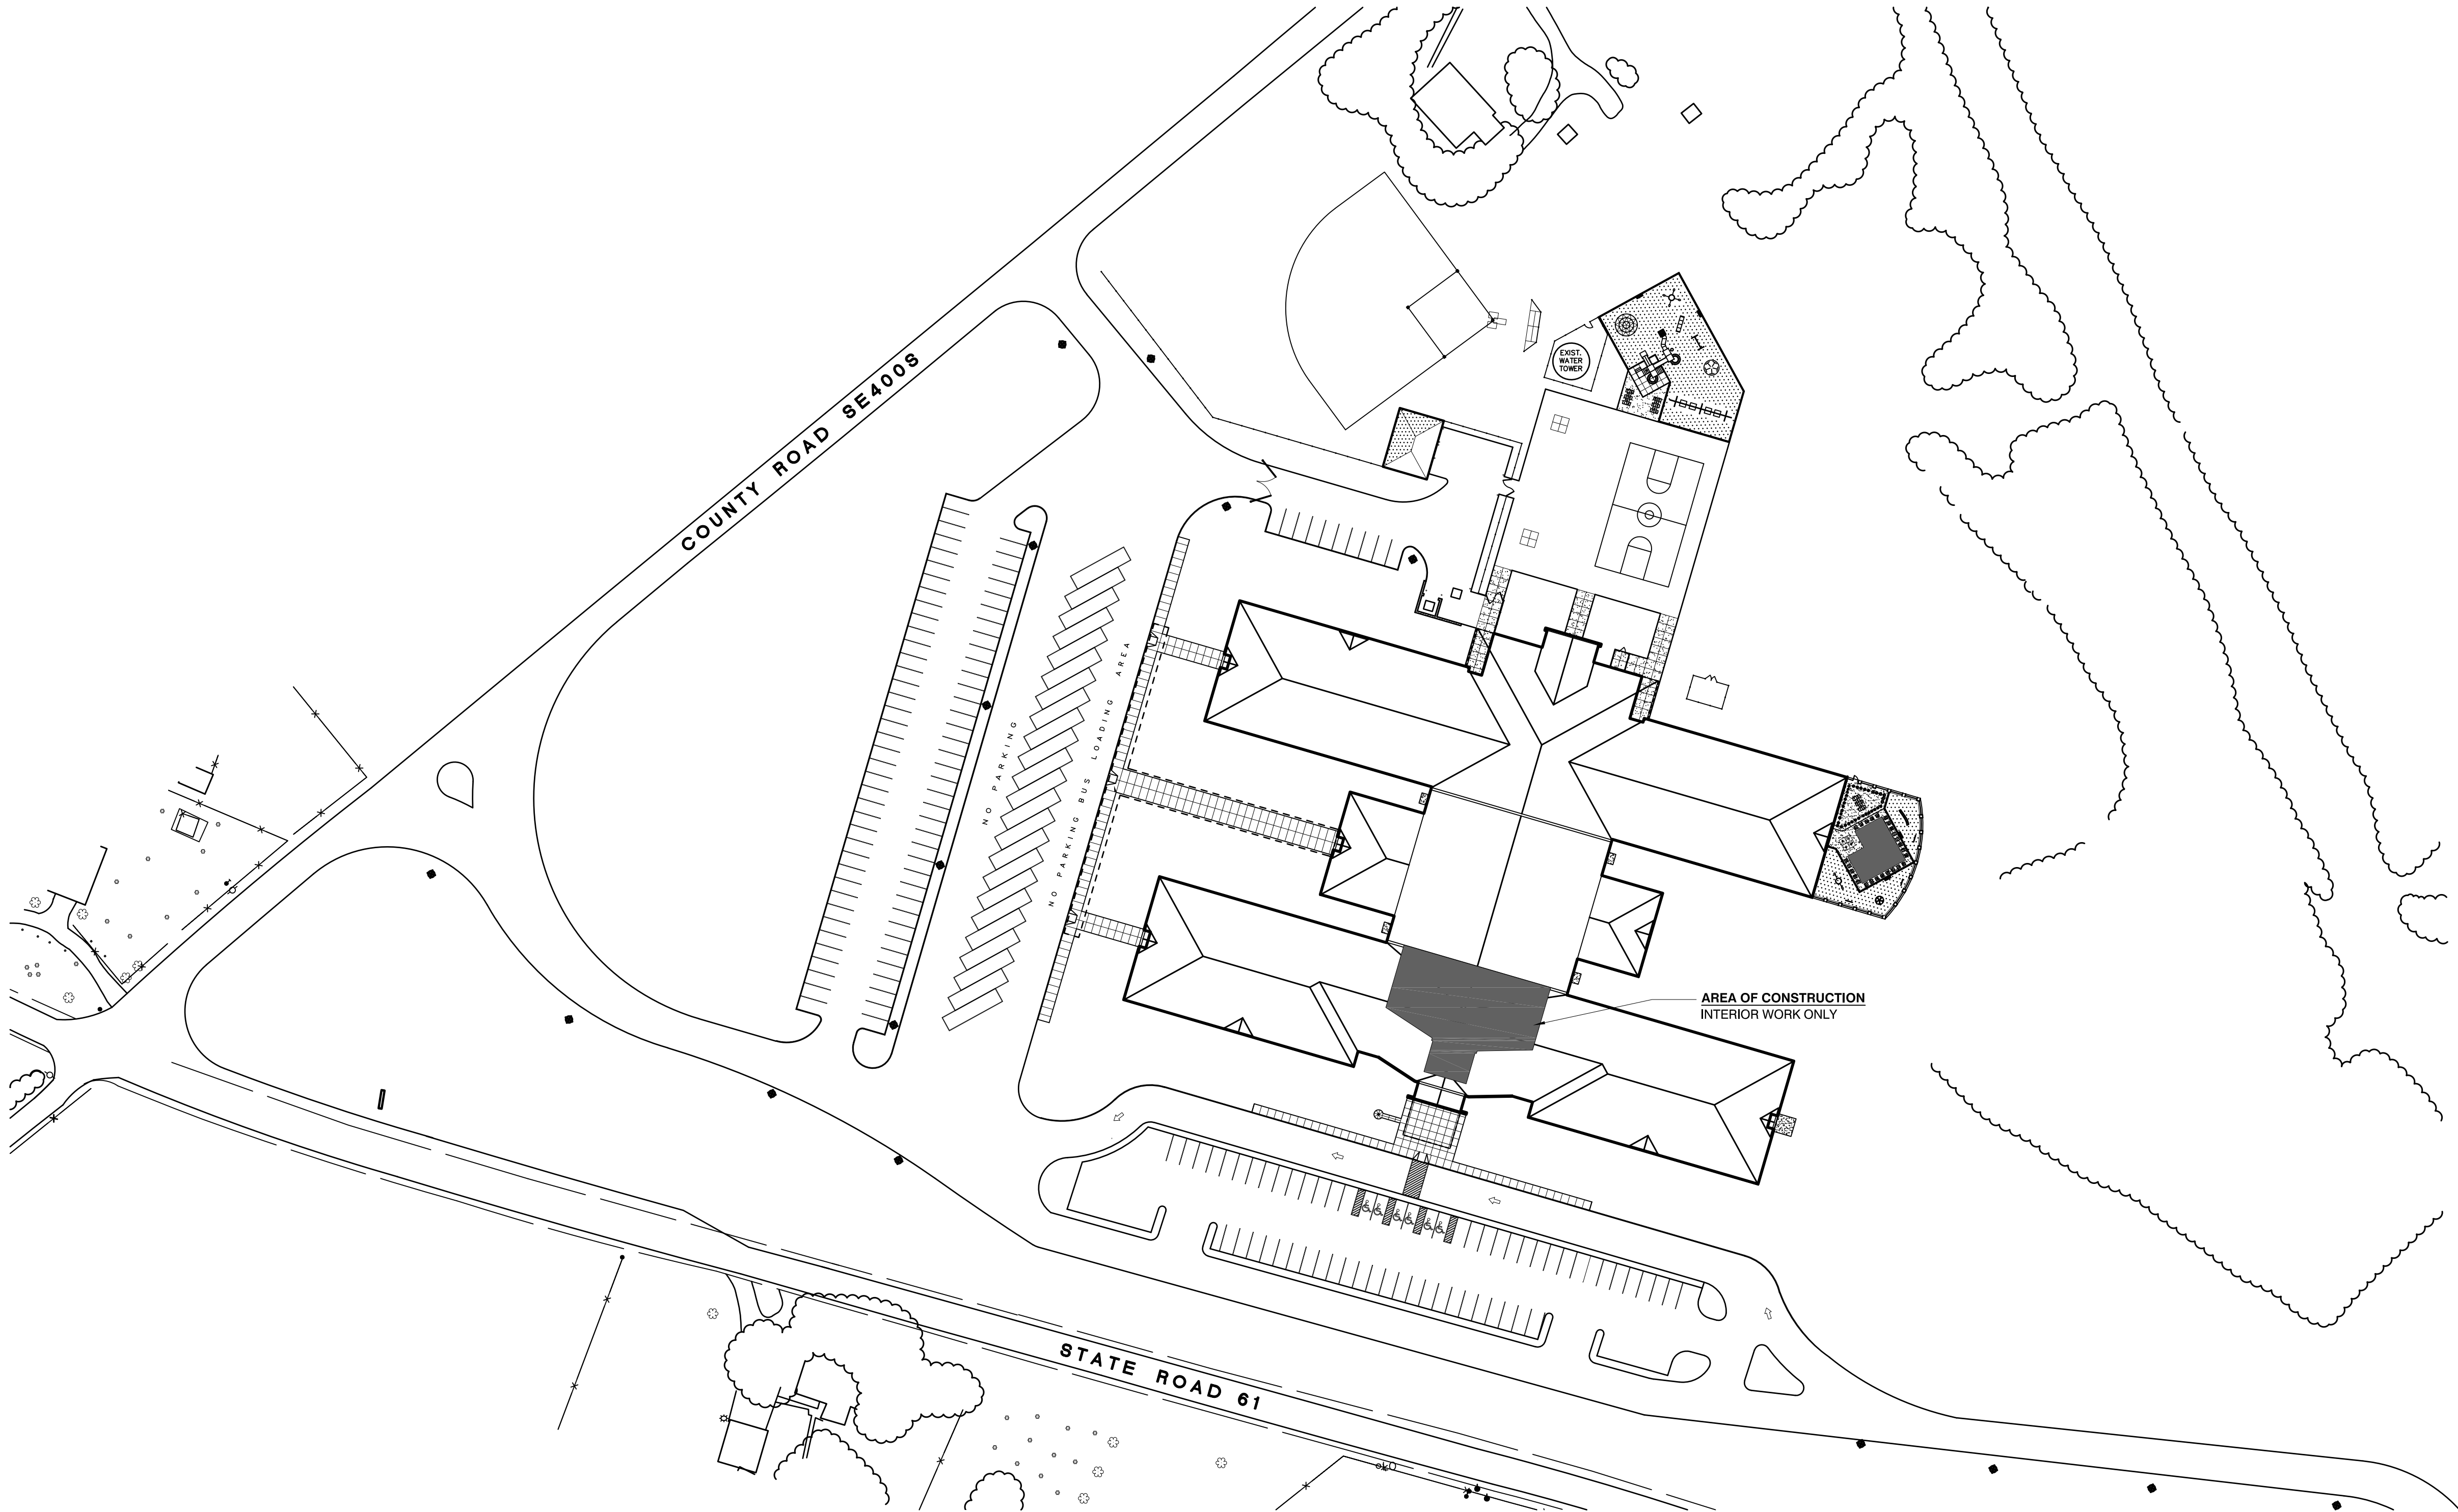 EXIST.
WATER
TOWER
COUNTY ROAD SE400S
NO PARKING
NO PARKING BUS LOADING AREA
AREA OF CONSTRUCTION
INTERIOR WORK ONLY
STATE ROAD 61